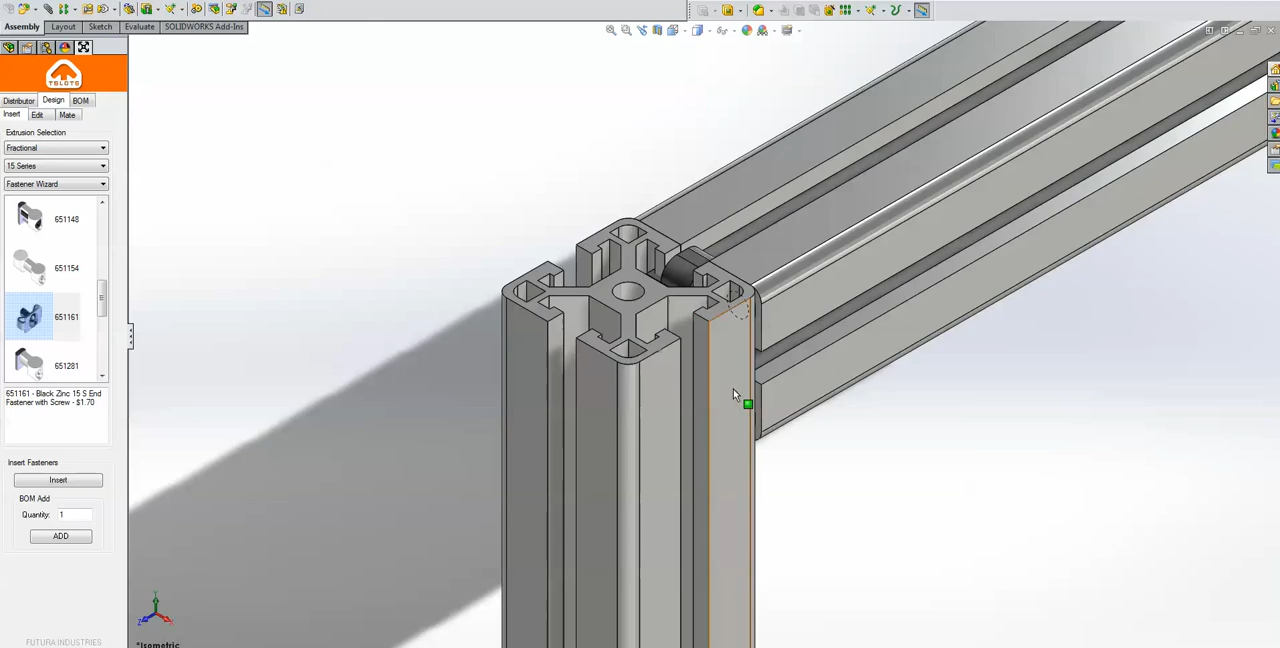 Assembly Layout Sketch Evaluate SOLIDWORKS Add-Ins
TSLOTS
Distributor Design BOM
Insert Edit Mate
Extrusion Selection
Fractional
15 Series
Fastener Wizard
651148
651154
651161
651281
651161 - Black Zinc 15 S End
Fastener with Screw - $1.70
Insert Fasteners
Insert
BOM Add
Quantity: 1
ADD
Y
Z X
*Isometric
FUTURA INDUSTRIES